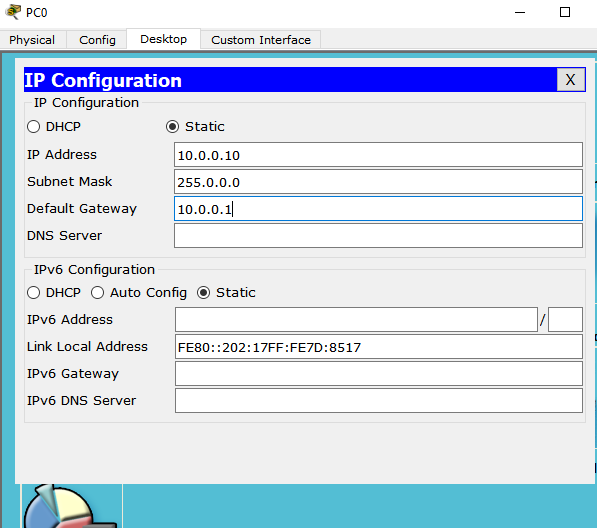 PC0
Physical Config Desktop Custom Interface
IP Configuration X
IP Configuration
DHCP Static
IP Address 10.0.0.10
Subnet Mask 255.0.0.0
Default Gateway 10.0.0.1
DNS Server
IPv6 Configuration
DHCP Auto Config Static
IPv6 Address /
Link Local Address FE80::202:17FF:FE7D:8517
IPv6 Gateway
IPv6 DNS Server